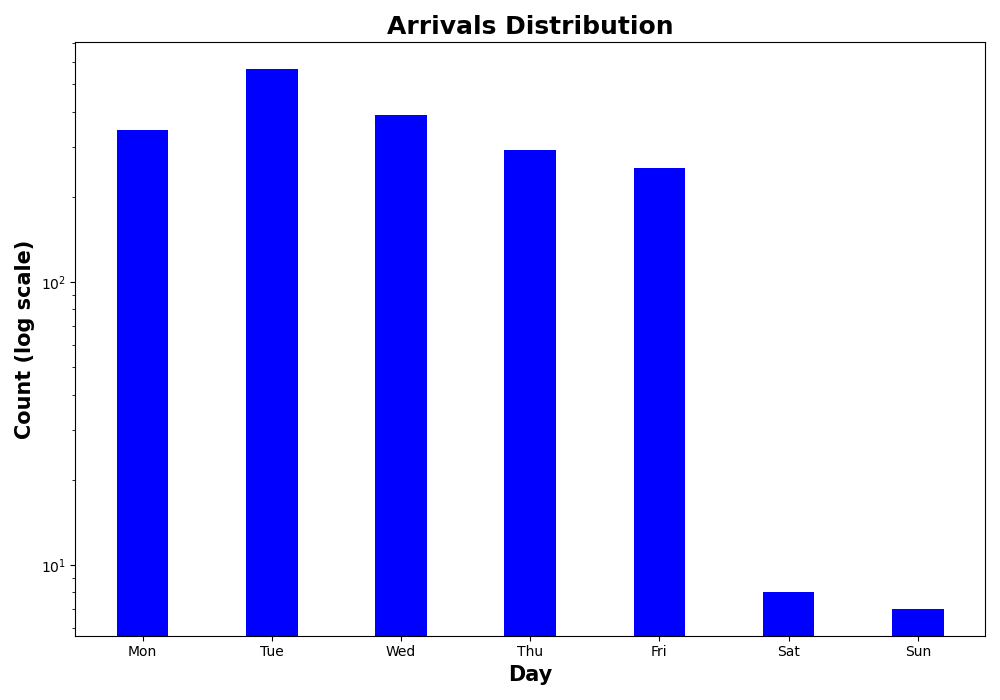 Arrivals Distribution
Count (log scale)
10²
10¹
Mon Tue Wed Thu Fri Sat Sun
Day